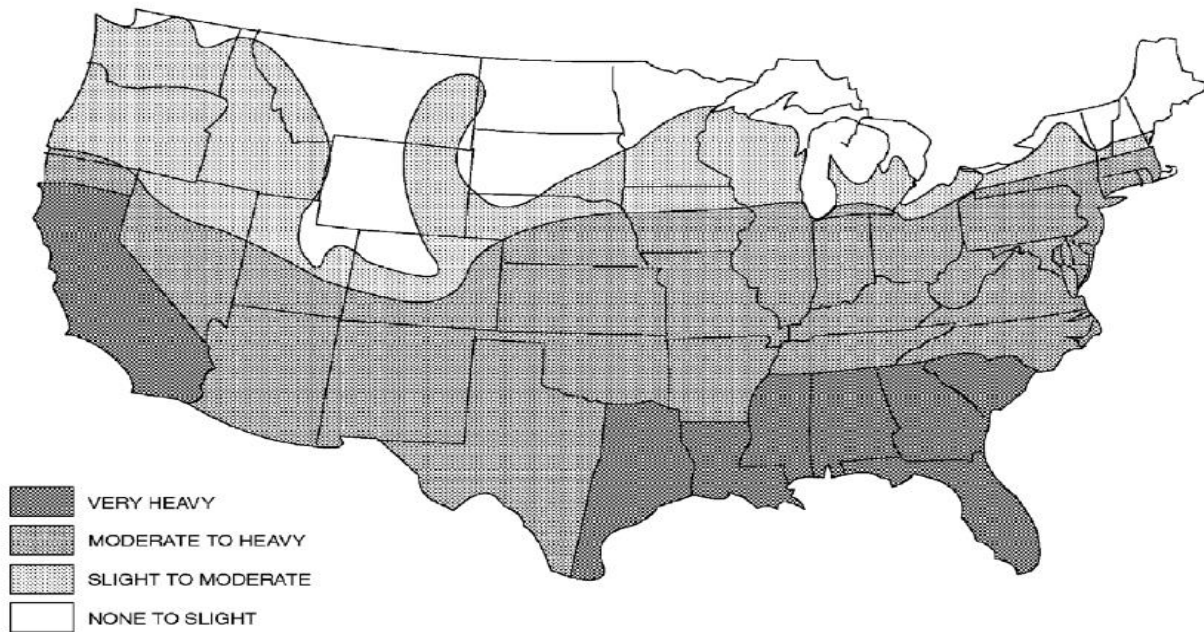 VERY HEAVY
MODERATE TO HEAVY
SLIGHT TO MODERATE
NONE TO SLIGHT